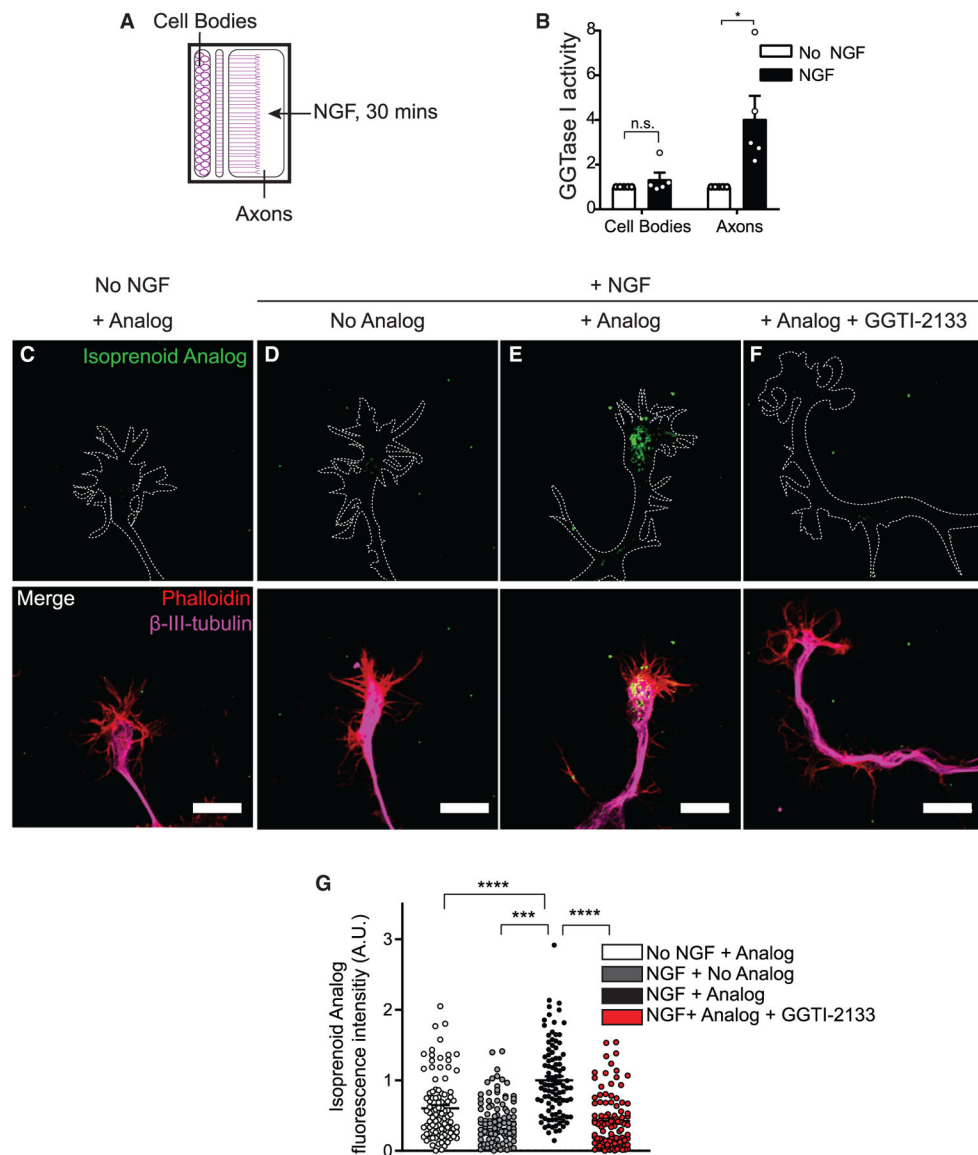 A
Cell Bodies
NGF, 30 mins
Axons
B
GGTase I activity
8
6
4
2
0
n.s.
*
No NGF
NGF
Cell Bodies
Axons
No NGF
+ NGF
+ Analog
No Analog
+ Analog
+ Analog + GGTI-2133
C
Isoprenoid Analog
D
E
F
Merge
Phalloidin
β-III-tubulin
G
Isoprenoid Analog
fluorescence intensitiy (A.U.)
3
2
1
0
****
***
****
No NGF + Analog
NGF + No Analog
NGF + Analog
NGF+ Analog + GGTI-2133